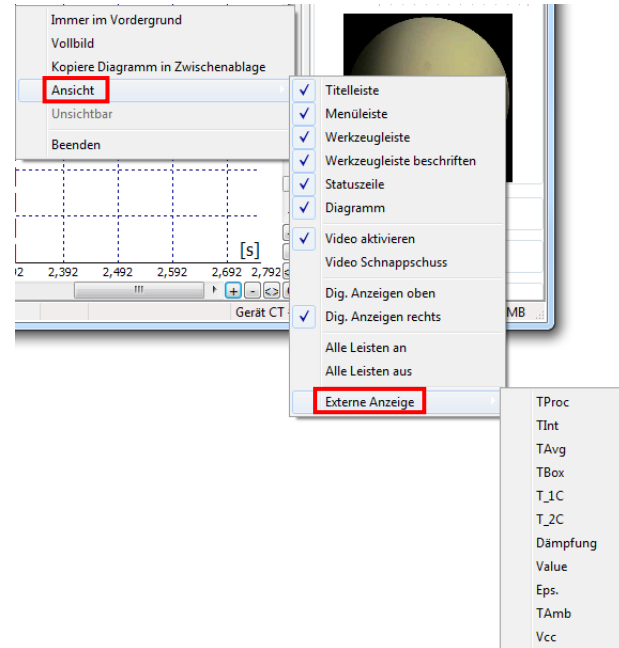 Immer im Vordergrund
Vollbild
Kopiere Diagramm in Zwischenablage
Ansicht
Unsichtbar
Beenden
Titelleiste
Menüleiste
Werkzeugleiste
Werkzeugleiste beschriften
Statuszeile
Diagramm
Video aktivieren
Video Schnappschuss
Dig. Anzeigen oben
Dig. Anzeigen rechts
Alle Leisten an
Alle Leisten aus
Externe Anzeige
[s]
2,392 2,492 2,592 2,692 2,792
+ - <>
Gerät CT
MB
TProc
TInt
TAvg
TBox
T_1C
T_2C
Dämpfung
Value
Eps.
TAmb
Vcc